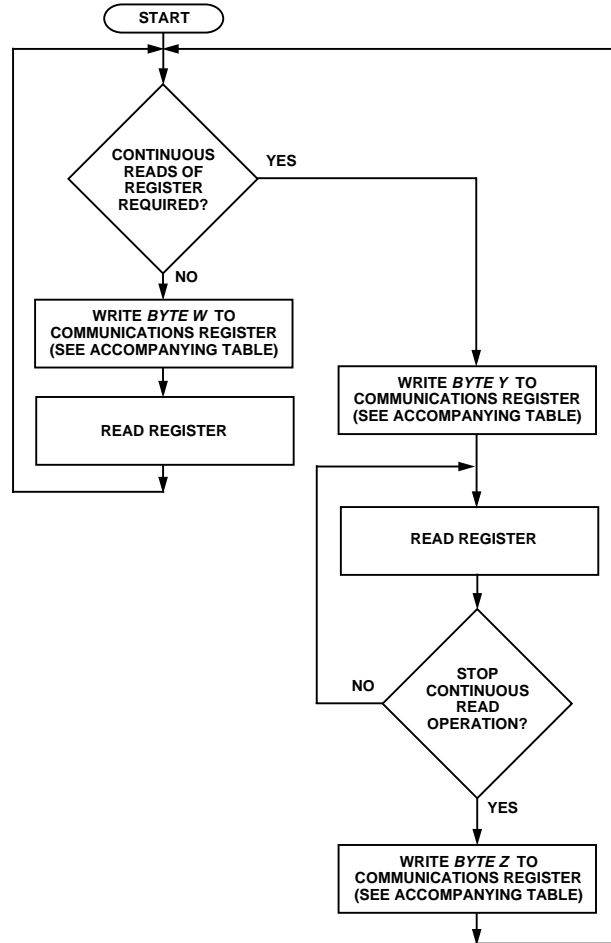 START
CONTINUOUS
READS OF
REGISTER
REQUIRED?
YES
NO
WRITE BYTE W TO
COMMUNICATIONS REGISTER
(SEE ACCOMPANYING TABLE)
READ REGISTER
WRITE BYTE Y TO
COMMUNICATIONS REGISTER
(SEE ACCOMPANYING TABLE)
READ REGISTER
STOP
CONTINUOUS
READ
OPERATION?
NO
YES
WRITE BYTE Z TO
COMMUNICATIONS REGISTER
(SEE ACCOMPANYING TABLE)